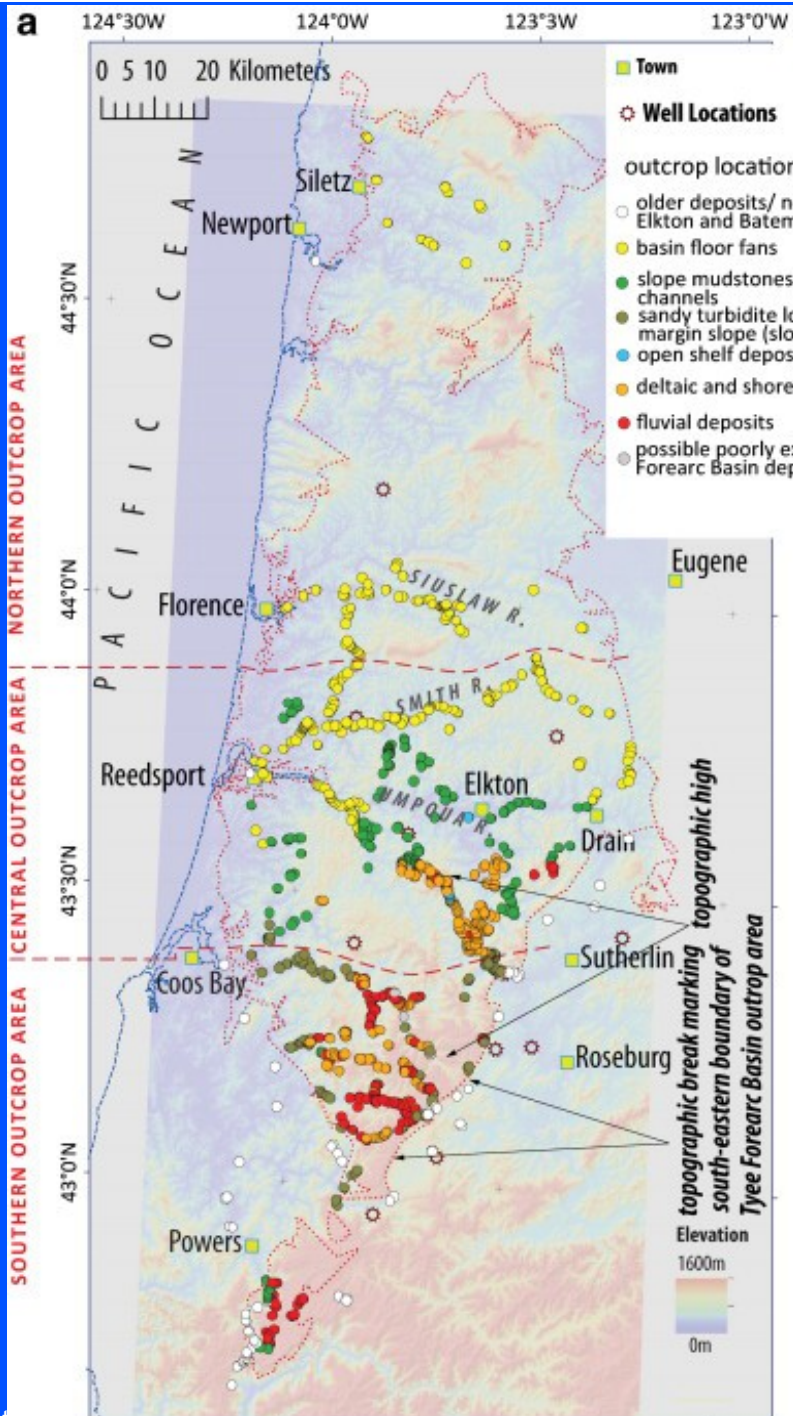 a
124°30'W
124°0'W
123°30'W
123°0'W
0 5 10 20 Kilometers
Town
Well Locations
outcrop location
older deposits/ n
Elkton and Batem
basin floor fans
slope mudstones
channels
sandy turbidite lo
margin slope (slo
open shelf depos
deltaic and shore
fluvial deposits
possible poorly ex
Forearc Basin dep
Siletz
Newport
PACIFIC OCEAN
44°30'N
NORTHERN OUTCROP AREA
Eugene
44°0'N
SIUSLAW R.
Florence
SMITH R.
Reedsport
Elkton
UMPQUA R.
Drain
CENTRAL OUTCROP AREA
43°30'N
topographic high
Sutherlin
Coos Bay
Roseburg
topographic break marking
south-eastern boundary of
Tyee Forearc Basin outrop area
43°0'N
SOUTHERN OUTCROP AREA
Powers
Elevation
1600m
0m